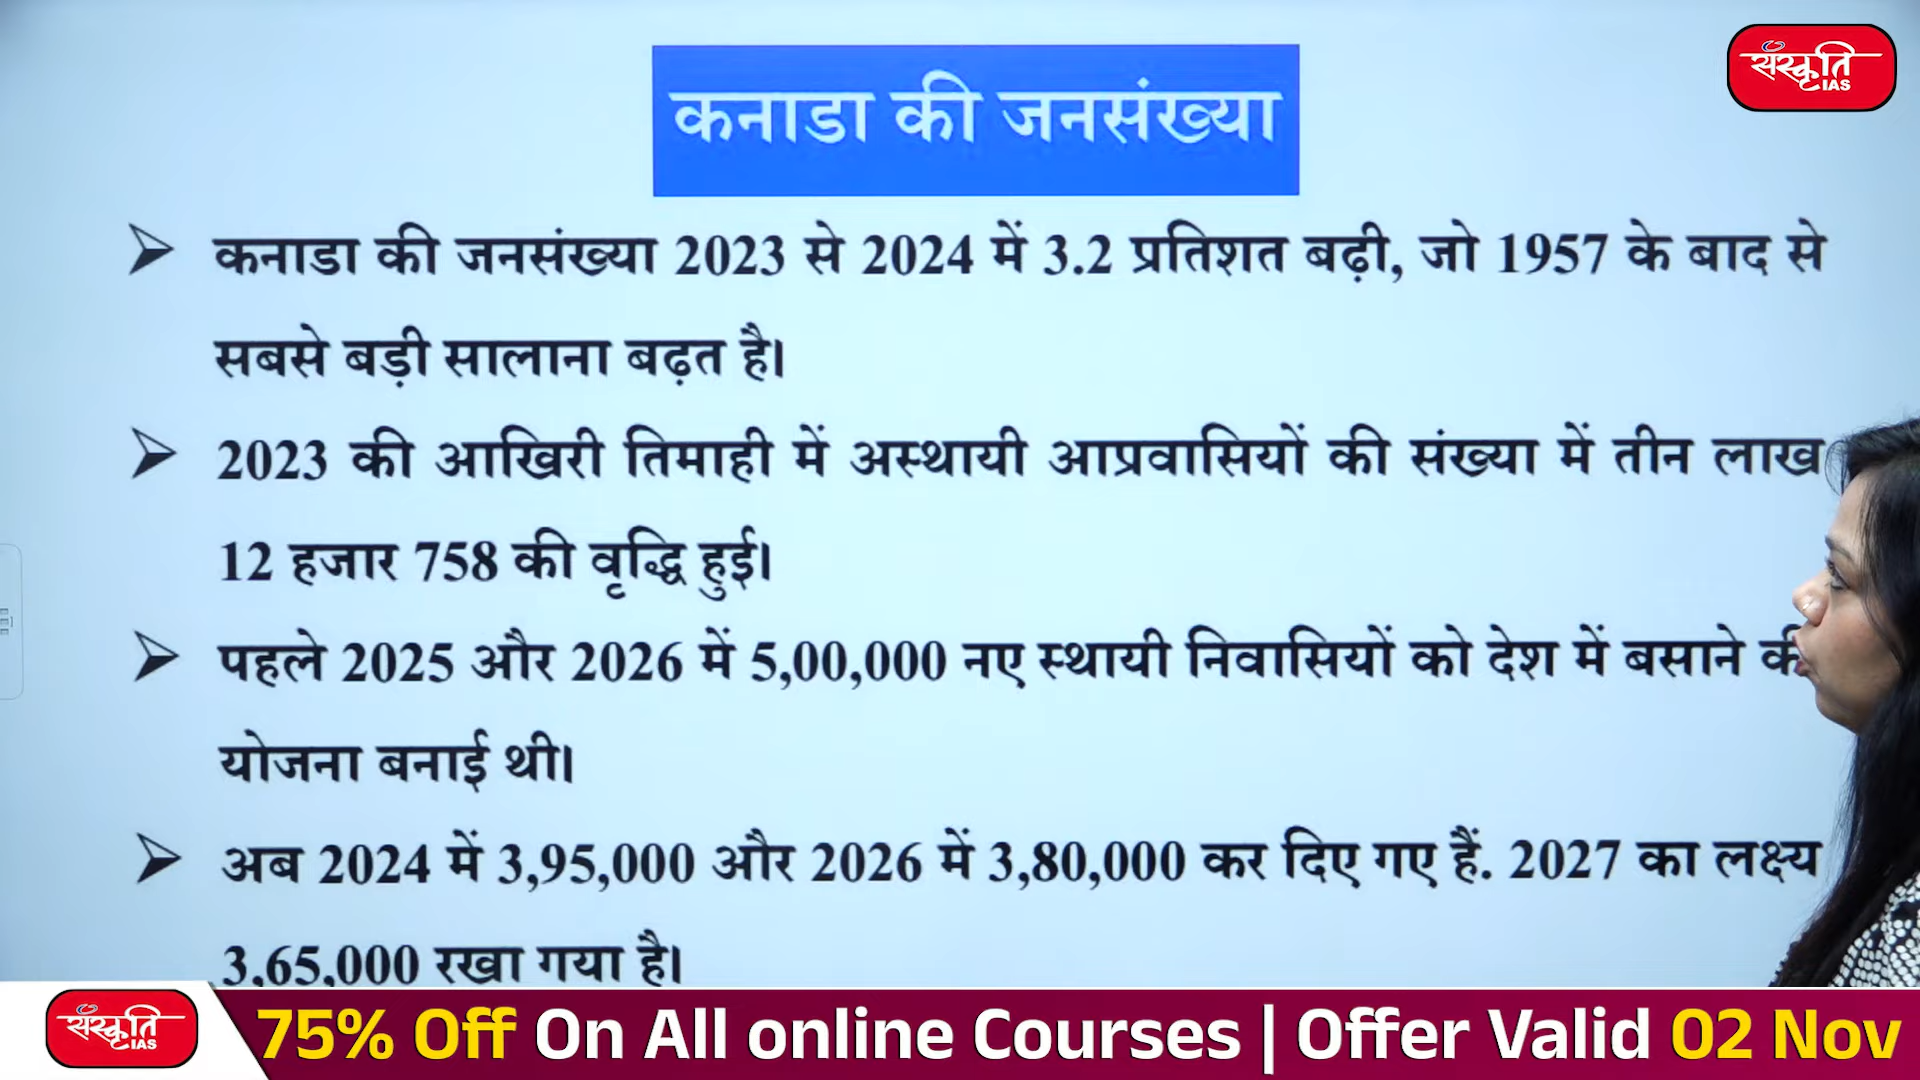 संस्कृति
IAS
कनाडा की जनसंख्या
कनाडा की जनसंख्या 2023 से 2024 में 3.2 प्रतिशत बढ़ी, जो 1957 के बाद से
सबसे बड़ी सालाना बढ़त है।
2023 की आखिरी तिमाही में अस्थायी आप्रवासियों की संख्या में तीन लाख
12 हजार 758 की वृद्धि हुई।
पहले 2025 और 2026 में 5,00,000 नए स्थायी निवासियों को देश में बसाने की
योजना बनाई थी।
अब 2024 में 3,95,000 और 2026 में 3,80,000 कर दिए गए हैं. 2027 का लक्ष्य
3,65,000 रखा गया है।
संस्कृति
IAS
75% Off On All online Courses | Offer Valid 02 Nov